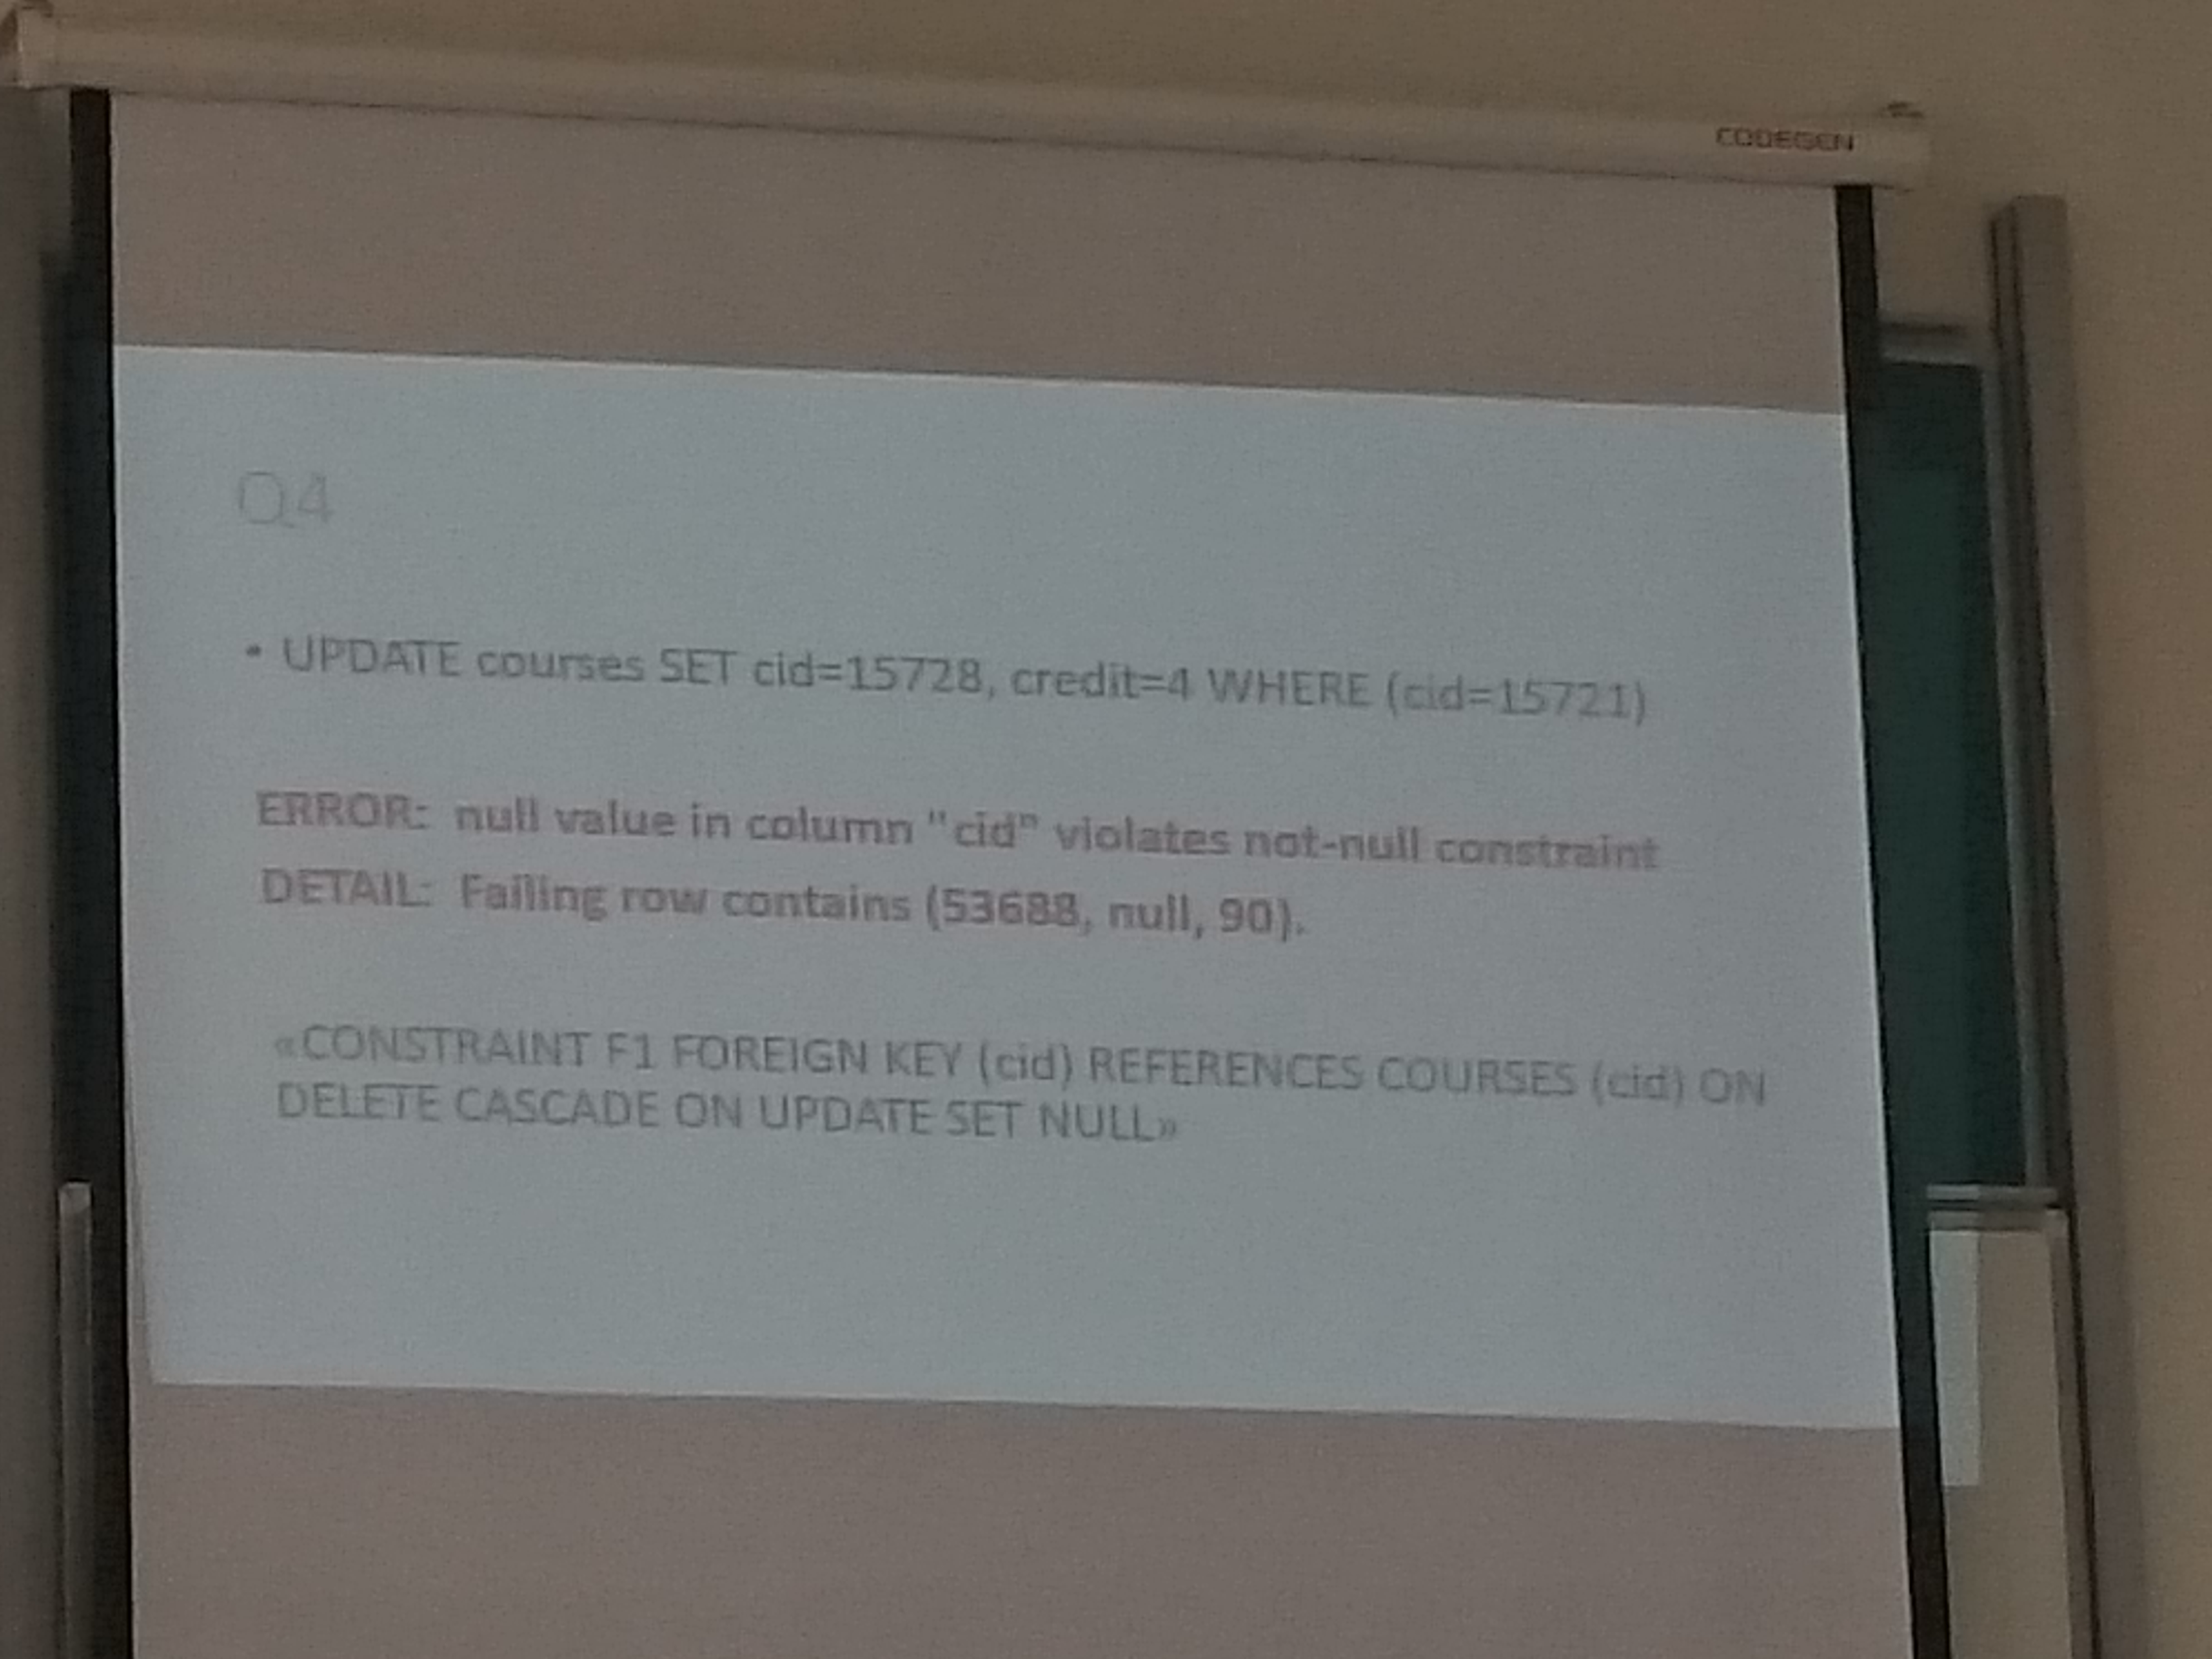 CODEGEN
Q4
• UPDATE courses SET cid=15728, credit=4 WHERE (cid=15721)
ERROR: null value in column "cid" violates not-null constraint
DETAIL: Failing row contains (53688, null, 90).
«CONSTRAINT F1 FOREIGN KEY (cid) REFERENCES COURSES (cid) ON
DELETE CASCADE ON UPDATE SET NULL»